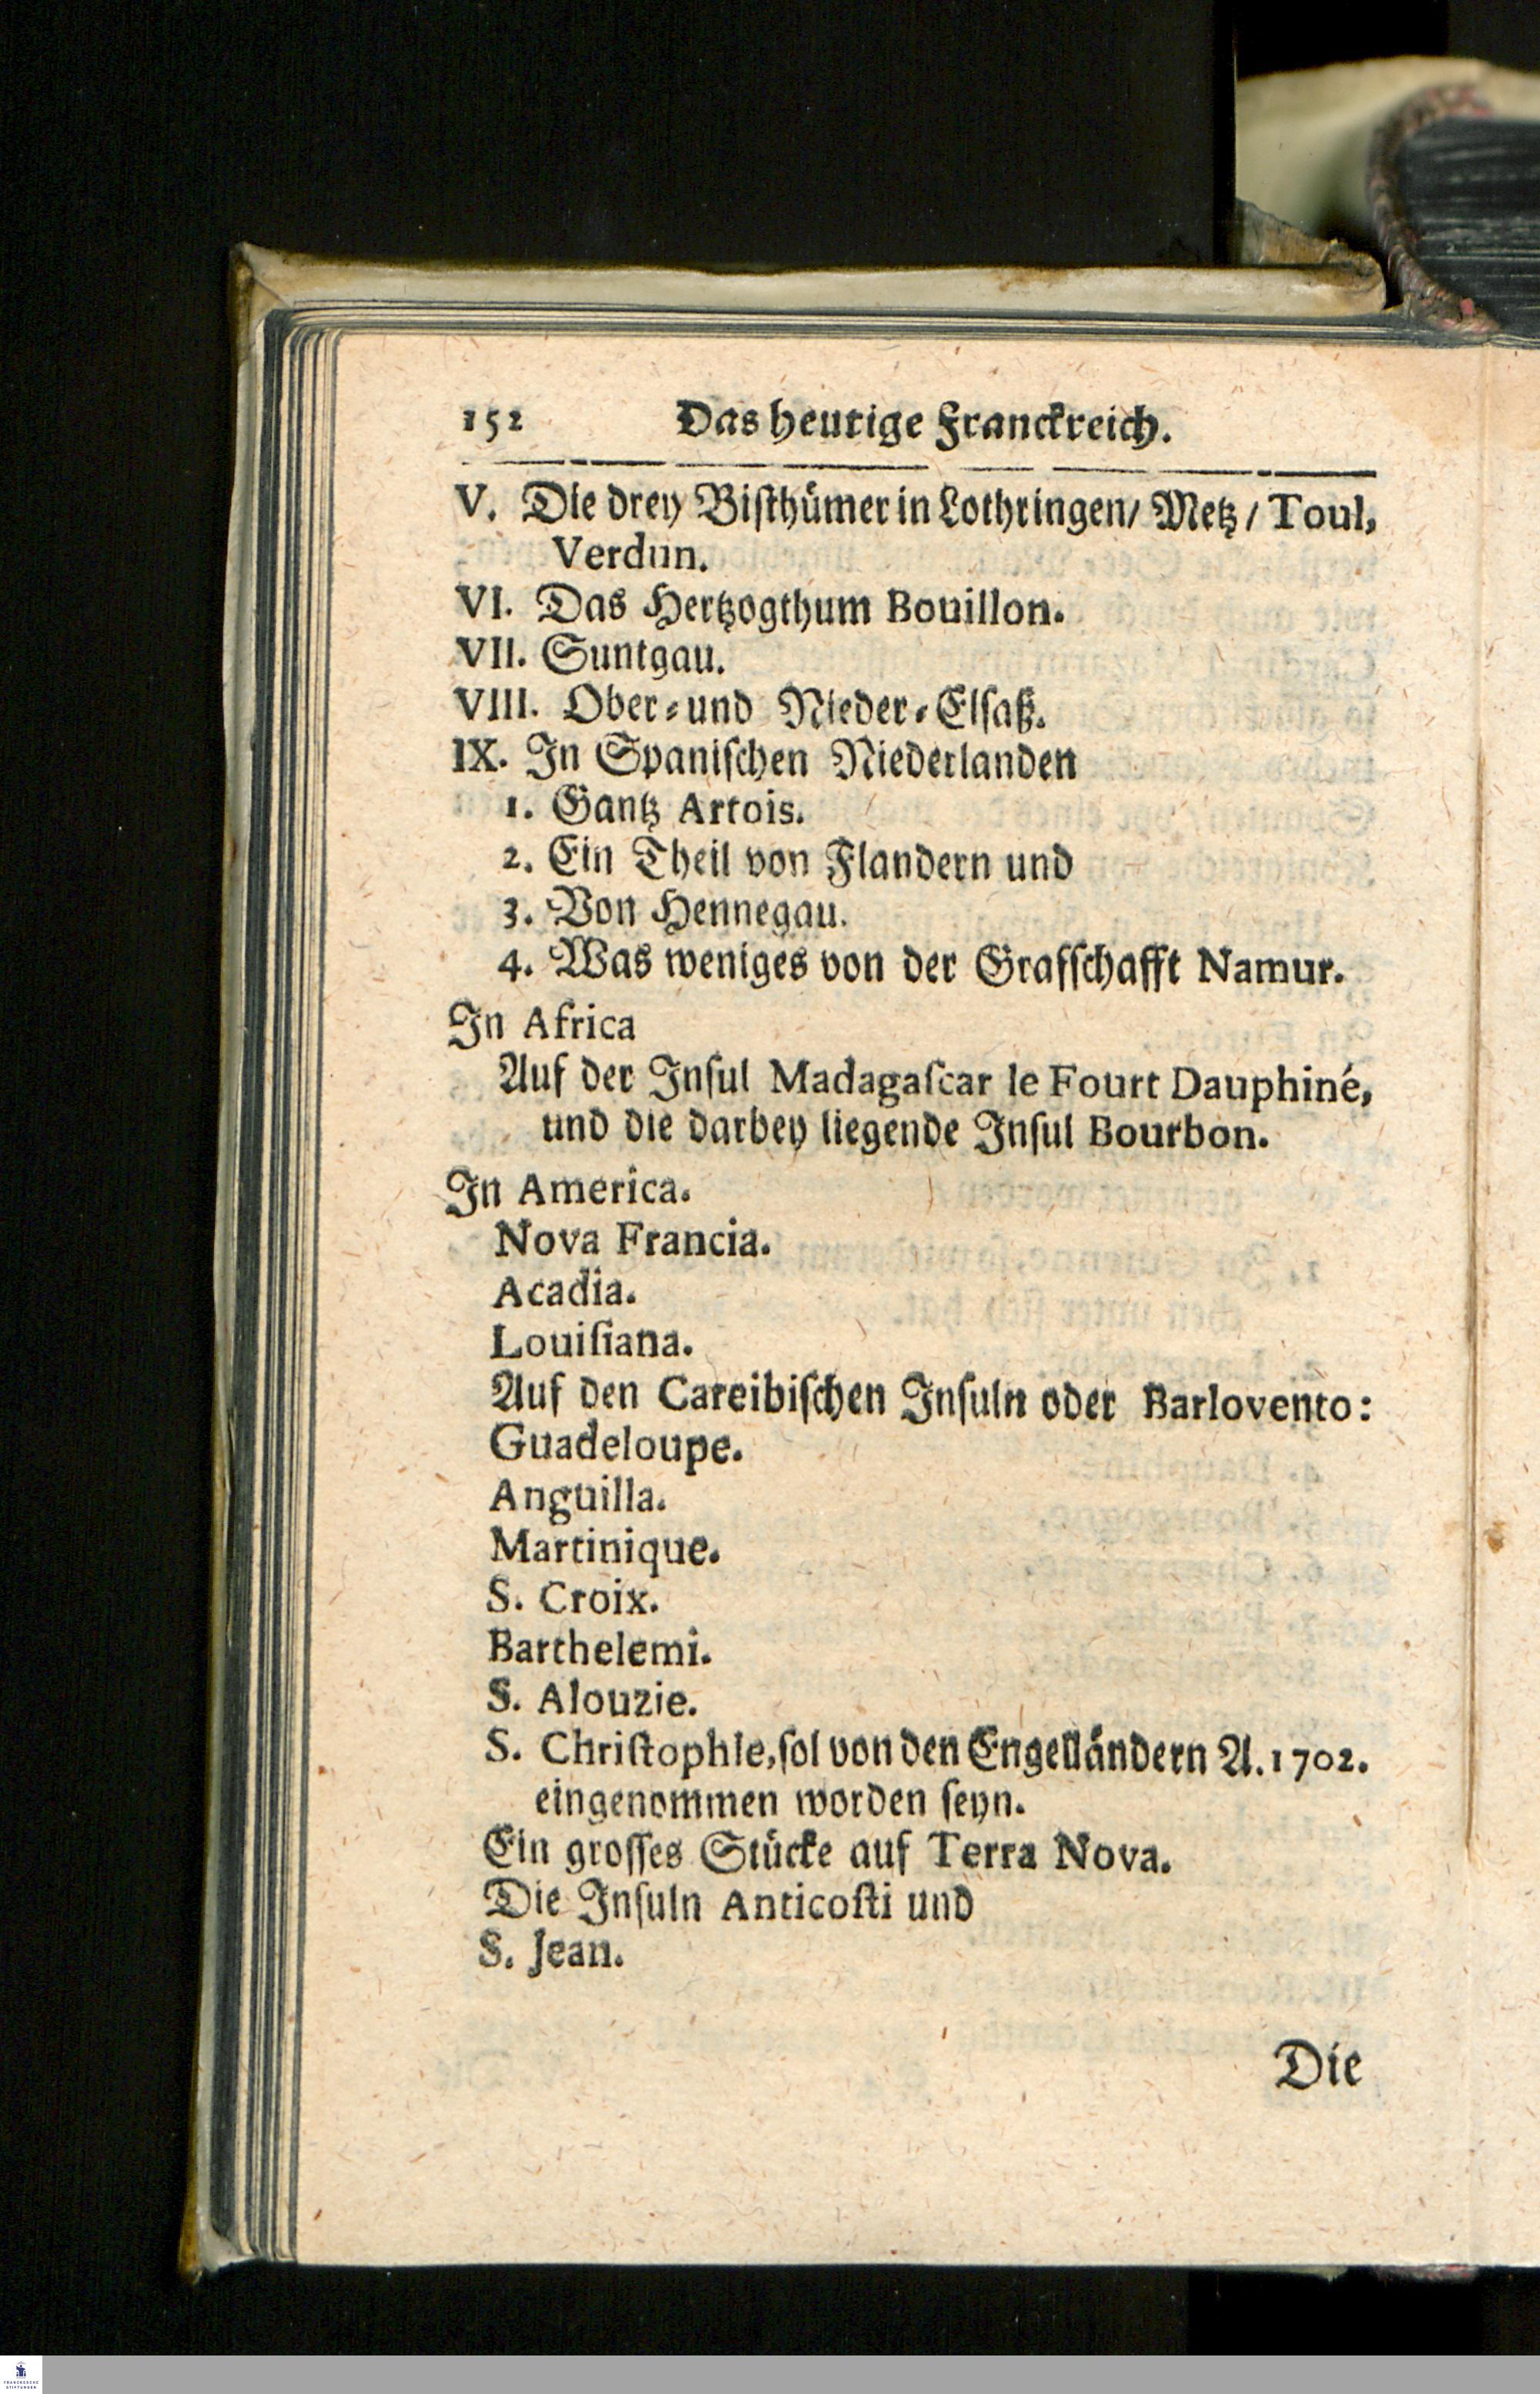 152 Das heutige Franckreich.
V. Die drey Bisthümer in Lothringen/ Metz / Toul,
Verdun.
VI. Das Hertzogthum Bouillon.
VII. Suntgau.
VIII. Ober- und Nieder-Elsaß.
IX. In Spanischen Niederlanden
1. Gantz Artois.
2. Ein Theil von Flandern und
3. Von Hennegau.
4. Was weniges von der Grafschafft Namur.
In Africa
Auf der Insul Madagascar le Fourt Dauphiné,
und die darbey liegende Insul Bourbon.
In America.
Nova Francia.
Acadia.
Louisiana.
Auf den Careibischen Insuln oder Barlovento:
Guadeloupe.
Anguilla.
Martinique.
S. Croix.
Barthelemi.
S. Alouzie.
S. Christophle, sol von den Engelländern A. 1702.
eingenommen worden seyn.
Ein grosses Stücke auf Terra Nova.
Die Insuln Anticosti und
S. Jean.
Die
FRANCKESCHE
STIFTUNGEN